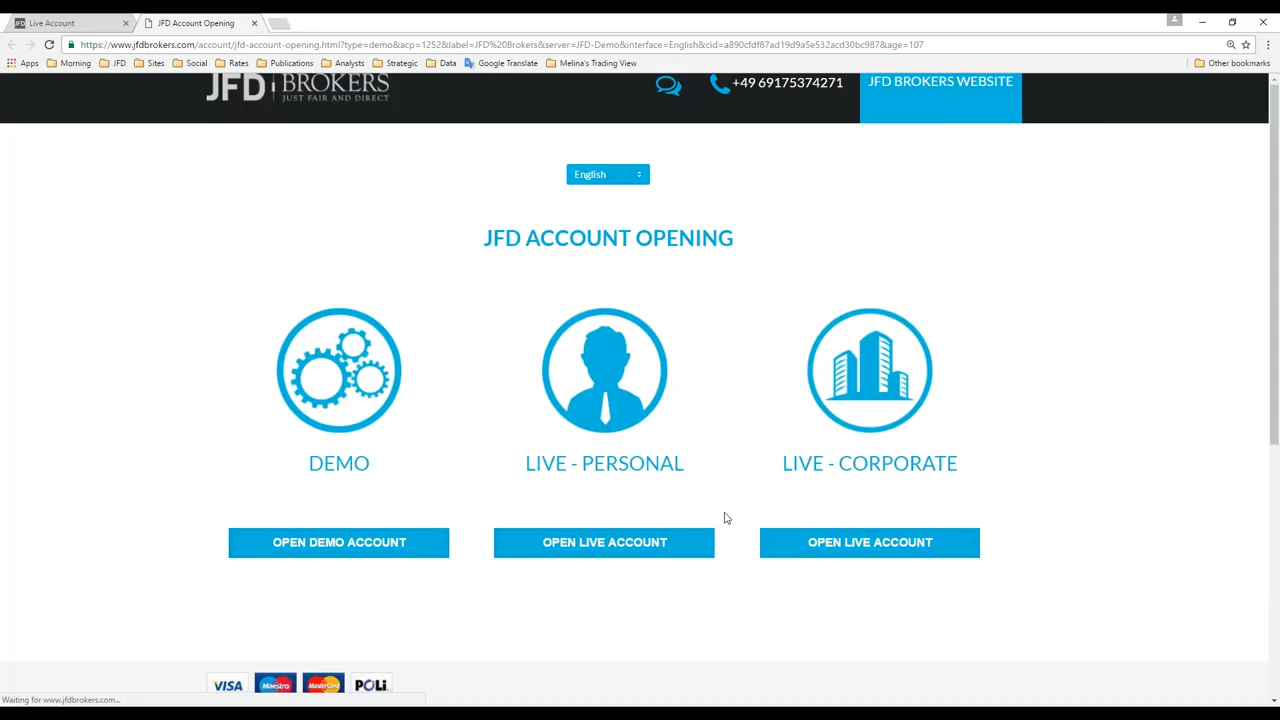 Live Account
JFD Account Opening
https://www.jfdbrokers.com/account/jfd-account-opening.html?type=demo&acp=1252&label=JFD%20Brokers&server=JFD-Demo&interface=English&cid=a890cfdf87ad19d9a5e532acd30bc987&age=107
Apps Morning JFD Sites Social Rates Publications Analysts Strategic Data Google Translate Melina's Trading View Other bookmarks
JFD BROKERS
JUST FAIR AND DIRECT
+49 69175374271
JFD BROKERS WEBSITE
English
JFD ACCOUNT OPENING
DEMO
LIVE - PERSONAL
LIVE - CORPORATE
OPEN DEMO ACCOUNT
OPEN LIVE ACCOUNT
OPEN LIVE ACCOUNT
VISA Maestro MasterCard POLi
Waiting for www.jfdbrokers.com...